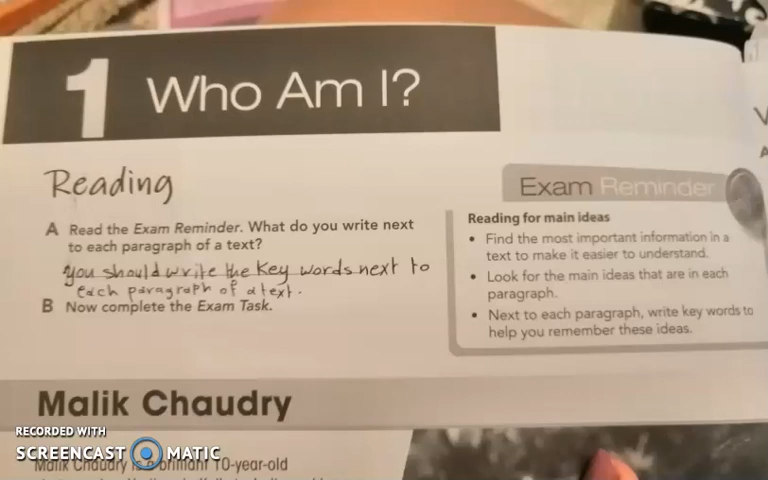 1 Who Am I?
Reading
A Read the Exam Reminder. What do you write next
to each paragraph of a text?
you should write the key words next to
each paragraph of a text.
B Now complete the Exam Task.
Exam Reminder
Reading for main ideas
• Find the most important information in a
text to make it easier to understand.
• Look for the main ideas that are in each
paragraph.
• Next to each paragraph, write key words to
help you remember these ideas.
Malik Chaudry
RECORDED WITH
SCREENCAST MATIC
Malik Chaudry is a brilliant 10-year-old